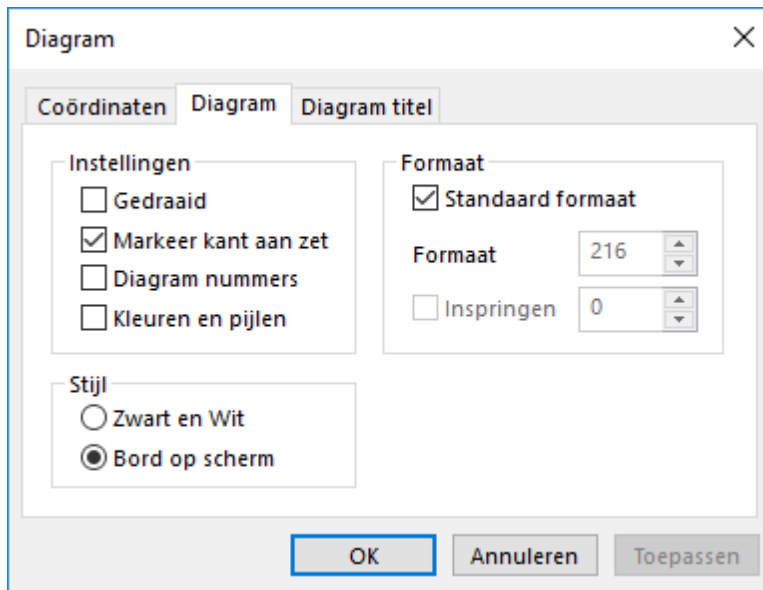 Diagram
Coördinaten Diagram Diagram titel
Instellingen
Gedraaid
Markeer kant aan zet
Diagram nummers
Kleuren en pijlen
Formaat
Standaard formaat
Formaat 216
Inspringen 0
Stijl
Zwart en Wit
Bord op scherm
OK Annuleren Toepassen